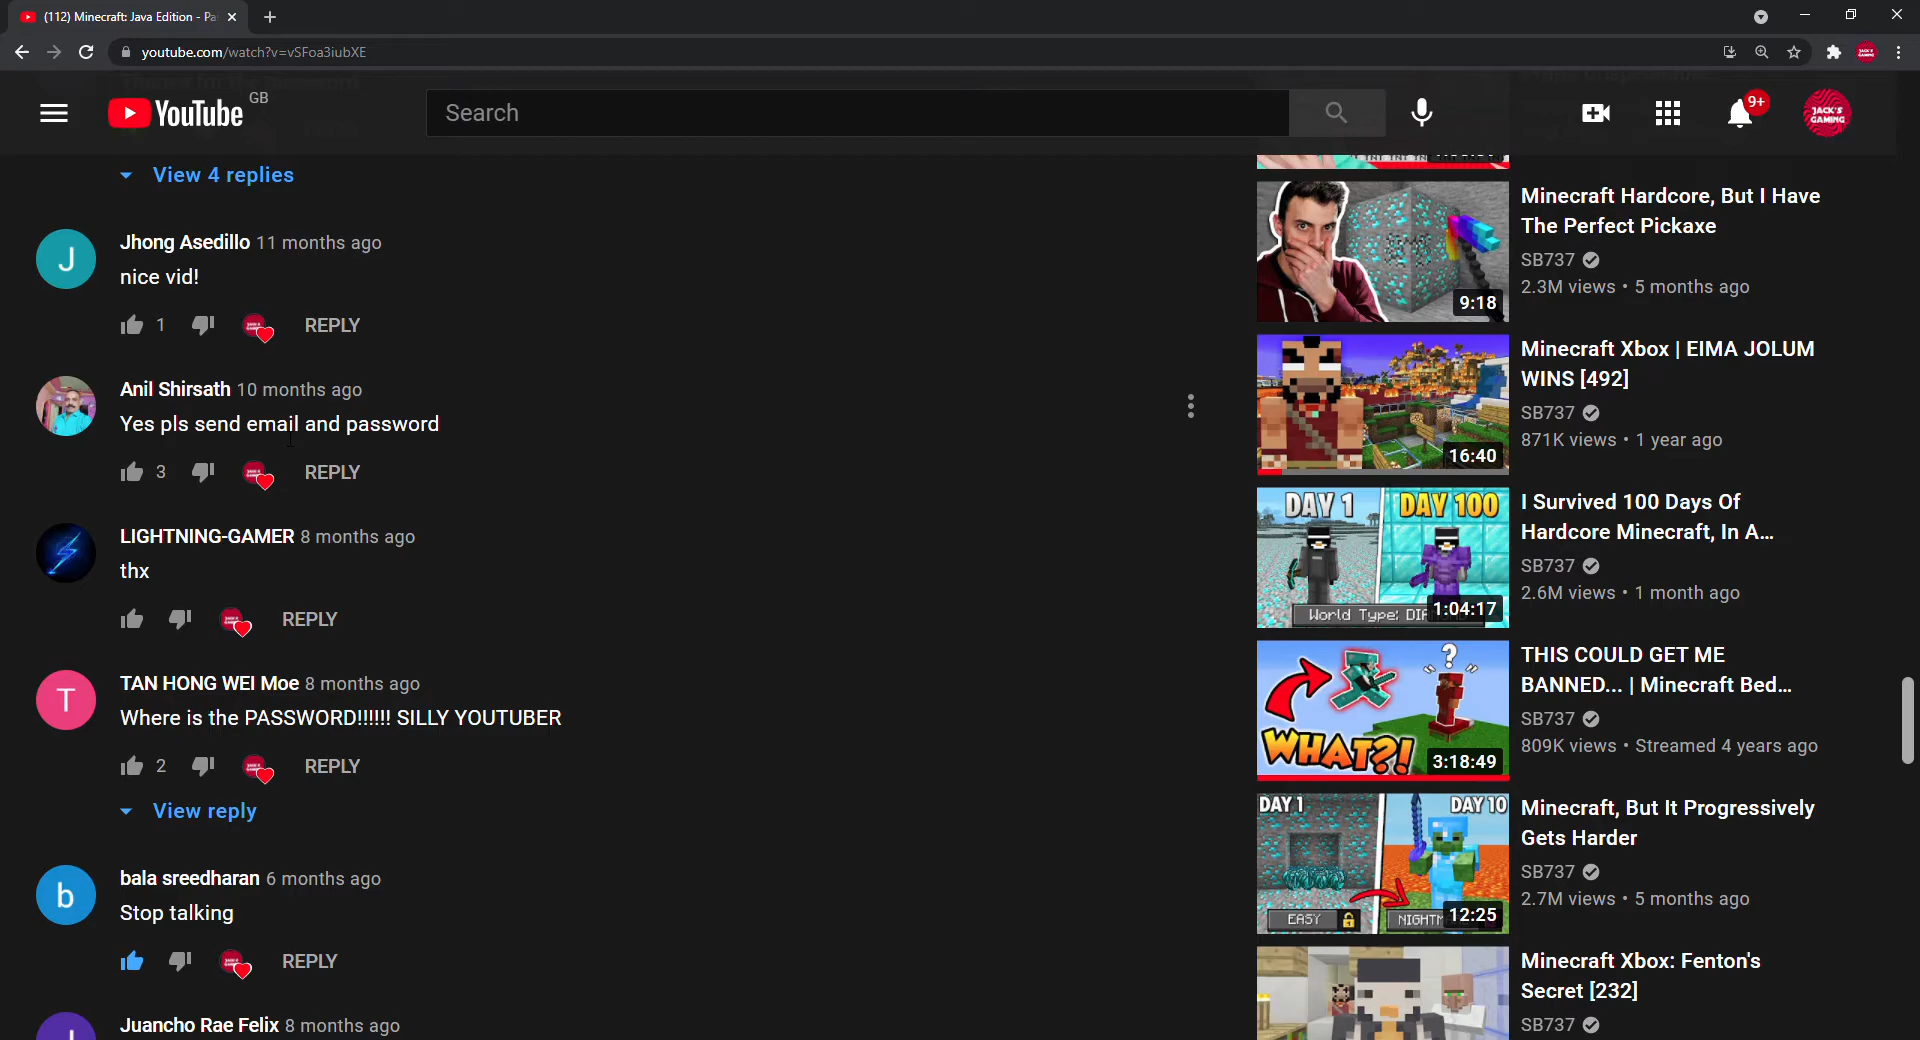 (112) Minecraft: Java Edition - Pa
youtube.com/watch?v=vSFoa3iubXE
YouTube GB
Search
9+
JACK'S GAMING
View 4 replies
Jhong Asedillo 11 months ago
nice vid!
1 REPLY
Anil Shirsath 10 months ago
Yes pls send email and password
3 REPLY
LIGHTNING-GAMER 8 months ago
thx
REPLY
TAN HONG WEI Moe 8 months ago
Where is the PASSWORD!!!!!! SILLY YOUTUBER
2 REPLY
View reply
bala sreedharan 6 months ago
Stop talking
REPLY
Juancho Rae Felix 8 months ago
9:18
Minecraft Hardcore, But I Have
The Perfect Pickaxe
SB737
2.3M views • 5 months ago
16:40
Minecraft Xbox | EIMA JOLUM
WINS [492]
SB737
871K views • 1 year ago
DAY 1 DAY 100
World Type: DI
1:04:17
I Survived 100 Days Of
Hardcore Minecraft, In A...
SB737
2.6M views • 1 month ago
?
WHAT?!
3:18:49
THIS COULD GET ME
BANNED... | Minecraft Bed...
SB737
809K views • Streamed 4 years ago
DAY 1 DAY 10
EASY NIGHTM
12:25
Minecraft, But It Progressively
Gets Harder
SB737
2.7M views • 5 months ago
Minecraft Xbox: Fenton's
Secret [232]
SB737